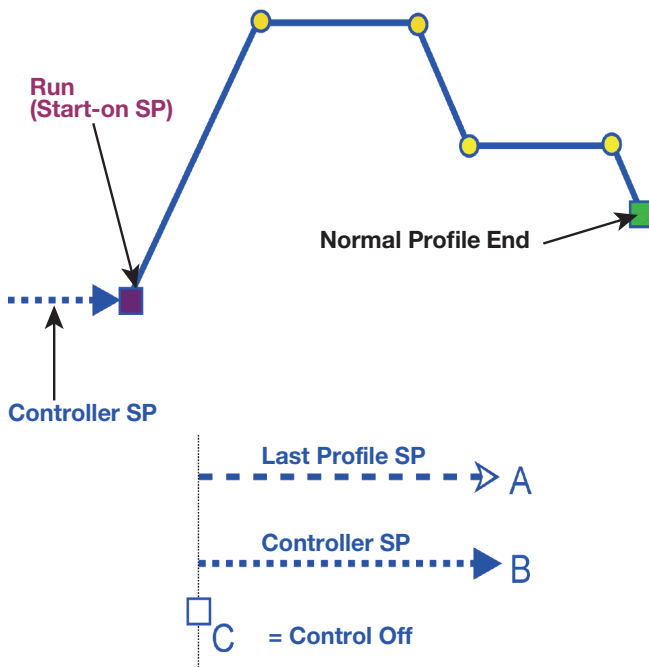 Run
(Start-on SP)
Normal Profile End
Controller SP
Last Profile SP
A
Controller SP
B
C = Control Off